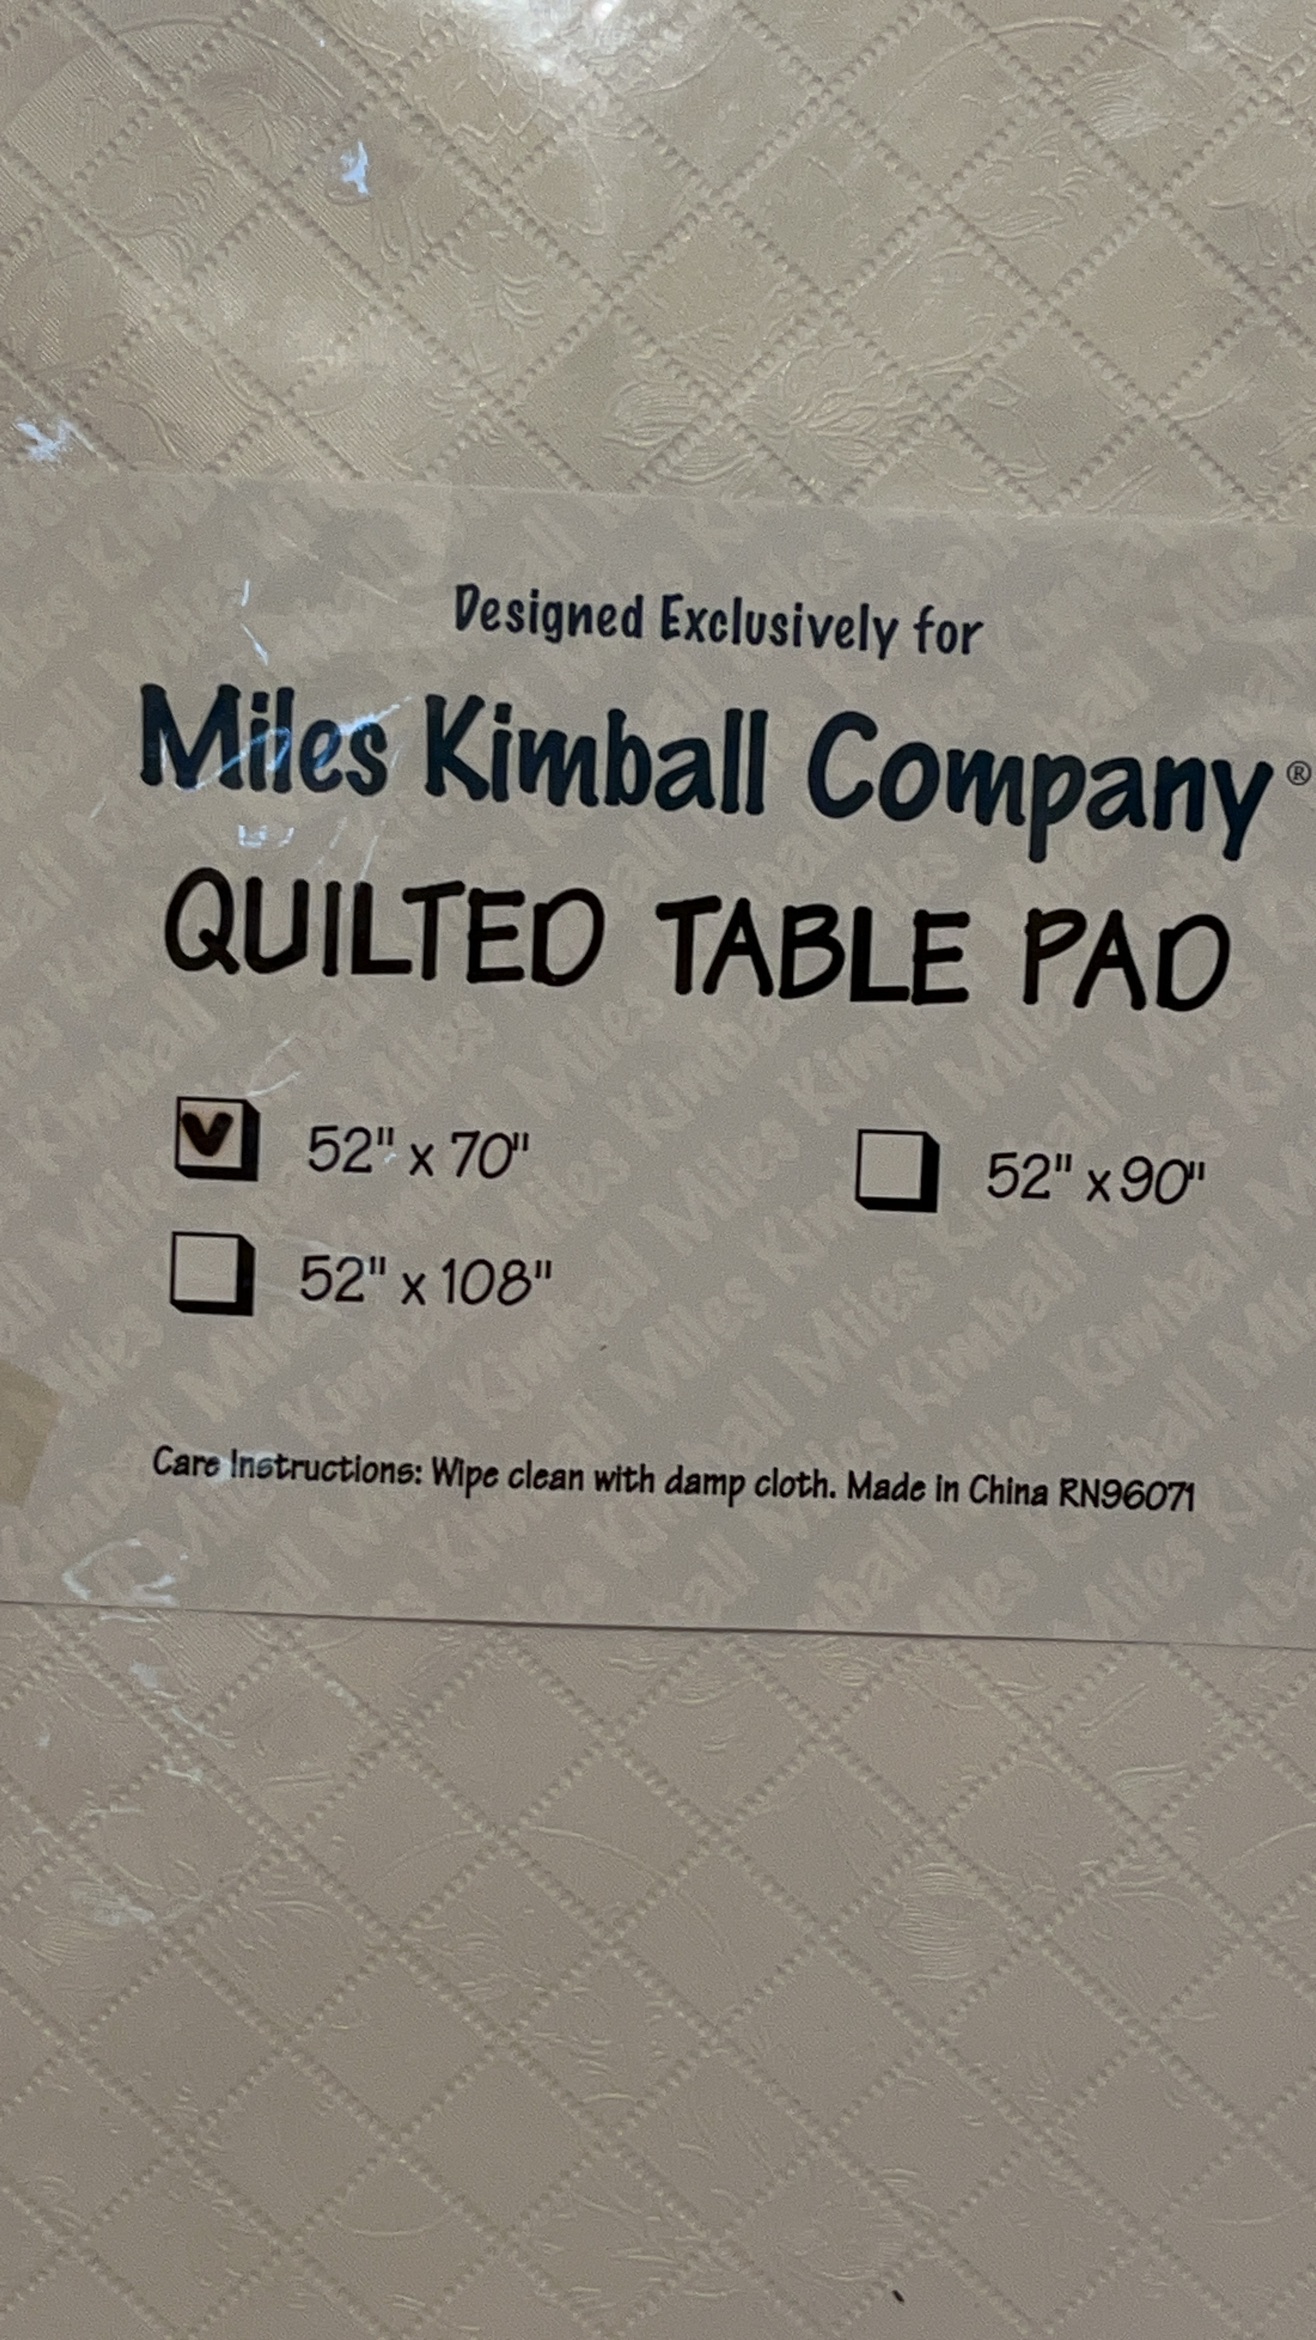 Designed Exclusively for
Miles Kimball Company®
QUILTED TABLE PAD
52" x 70"
52" x 90"
52" x 108"
Care Instructions: Wipe clean with damp cloth. Made in China RN96071